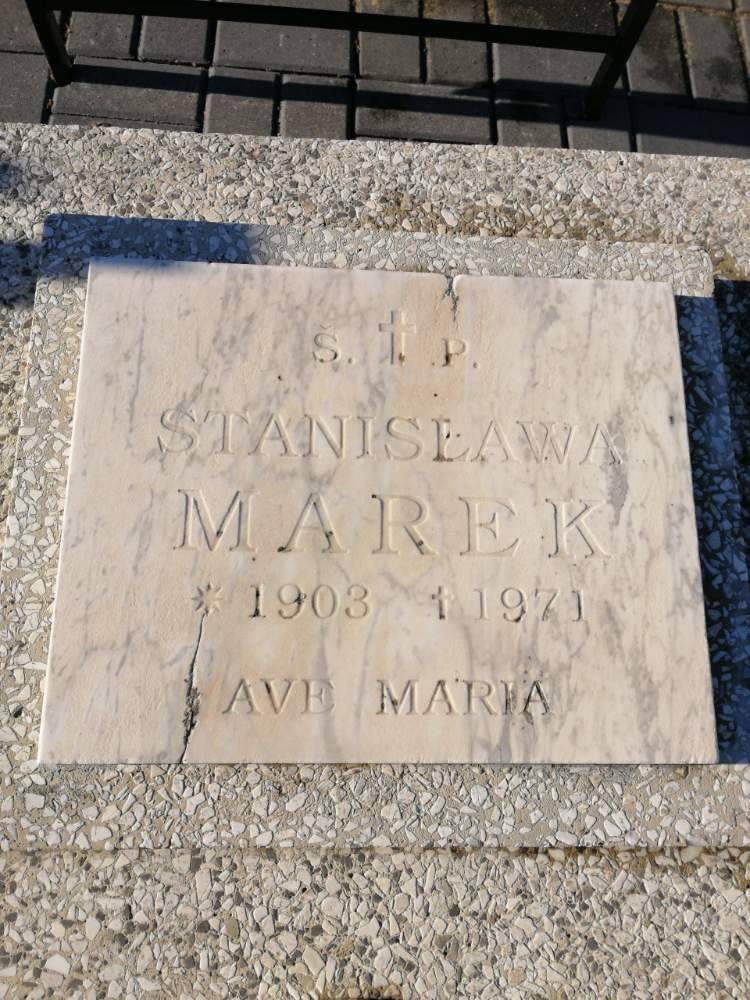 Š. ✝ P.
STANISŁAWA
MAREK
* 1903 ✝ 1971
AVE MARIA